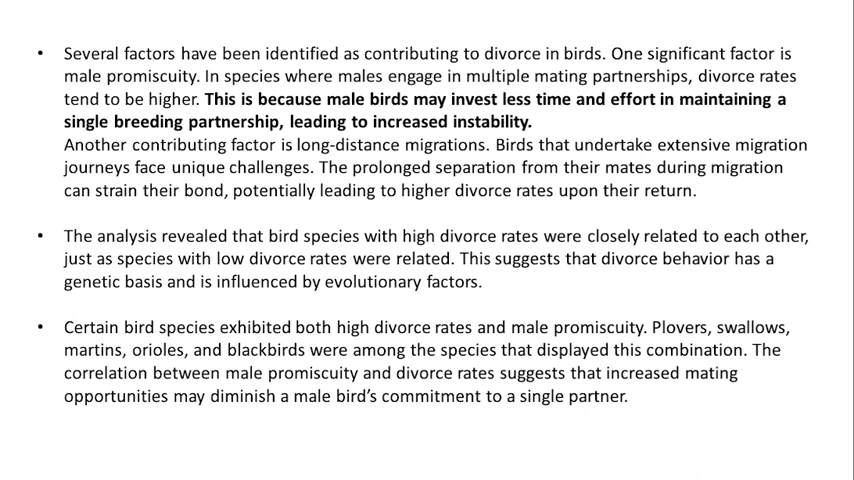 • Several factors have been identified as contributing to divorce in birds. One significant factor is
male promiscuity. In species where males engage in multiple mating partnerships, divorce rates
tend to be higher. This is because male birds may invest less time and effort in maintaining a
single breeding partnership, leading to increased instability.
Another contributing factor is long-distance migrations. Birds that undertake extensive migration
journeys face unique challenges. The prolonged separation from their mates during migration
can strain their bond, potentially leading to higher divorce rates upon their return.
• The analysis revealed that bird species with high divorce rates were closely related to each other,
just as species with low divorce rates were related. This suggests that divorce behavior has a
genetic basis and is influenced by evolutionary factors.
• Certain bird species exhibited both high divorce rates and male promiscuity. Plovers, swallows,
martins, orioles, and blackbirds were among the species that displayed this combination. The
correlation between male promiscuity and divorce rates suggests that increased mating
opportunities may diminish a male bird’s commitment to a single partner.